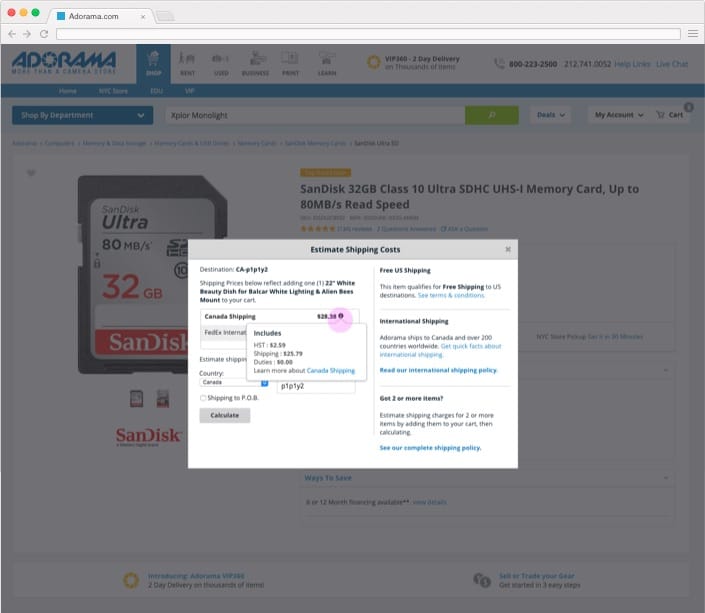 Adorama.com
ADORAMA
MORE THAN A CAMERA STORE
SHOP
RENT
USED
BUSINESS
PRINT
LEARN
VIP360 - 2 Day Delivery
on Thousands of Items
800-223-2500 212.741.0052 Help Links Live Chat
Home NYC Store EDU VIP
Shop By Department
Xplor Monolight
Deals
My Account
Cart
Adorama > Computers > Memory & Data Storage > Memory Cards & USB Drives > Memory Cards > SanDisk Memory Cards > SanDisk Ultra SD
SanDisk 32GB Class 10 Ultra SDHC UHS-I Memory Card, Up to
80MB/s Read Speed
Questions Answered Ask a Question
SanDisk
Ultra
80 MB/s
10
32 GB
SanDisk
SanDisk
Estimate Shipping Costs
Destination: CA-p1p1y2
Shipping Prices below reflect adding one (1) 22" White
Beauty Dish for Balcar White Lighting & Alien Bees
Mount to your cart.
Canada Shipping $28.38
FedEx Internat
Includes
HST : $2.59
Shipping : $25.79
Duties : $0.00
Learn more about Canada Shipping
Estimate shippin
Country:
Canada
p1p1y2
Shipping to P.O.B.
Calculate
Free US Shipping
This item qualifies for Free Shipping to US
destinations. See terms & conditions
International Shipping
Adorama ships to Canada and over 200
countries worldwide. Get quick facts about
international shipping.
Read our international shipping policy.
Got 2 or more items?
Estimate shipping charges for 2 or more
items by adding them to your cart, then
calculating.
See our complete shipping policy.
NYC Store Pickup Get it in 30 Minutes
Ways To Save
6 or 12 Month financing available** view details
Introducing: Adorama VIP360
2 Day Delivery on thousands of items!
Sell or Trade your Gear
Get started in 3 easy steps